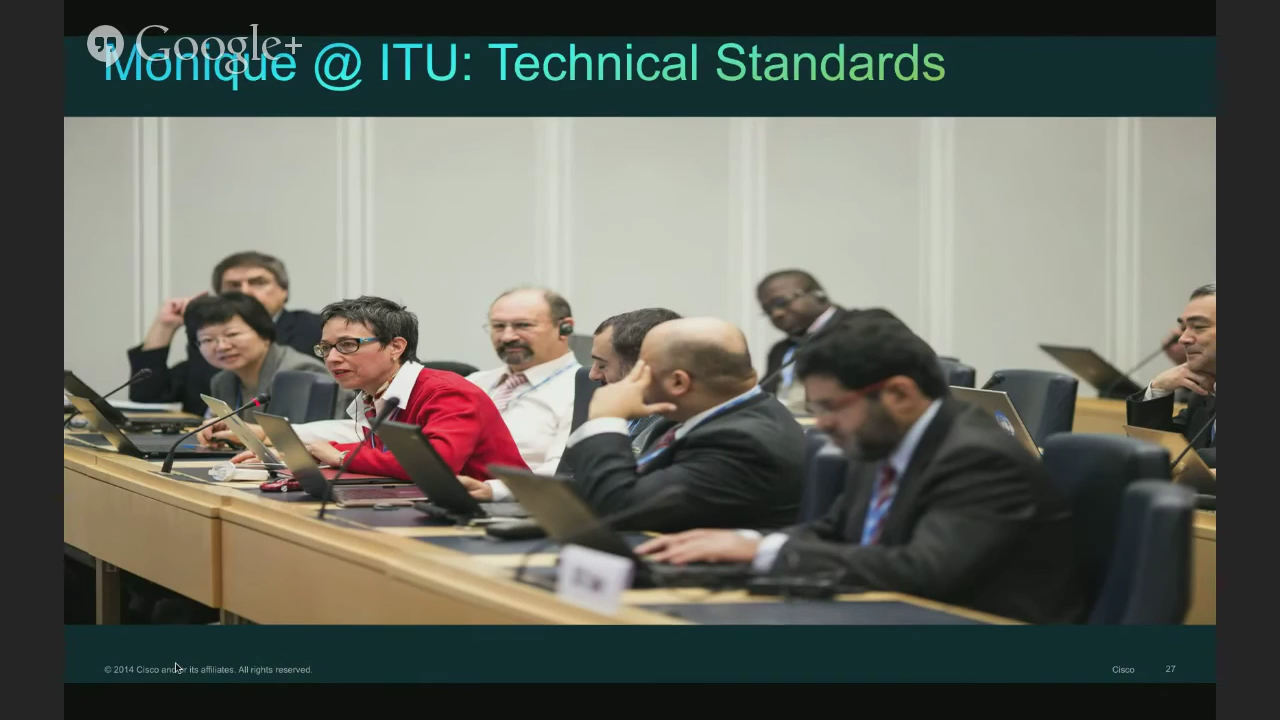 Google+
Monique @ ITU: Technical Standards
© 2014 Cisco and/or its affiliates. All rights reserved.
Cisco
27